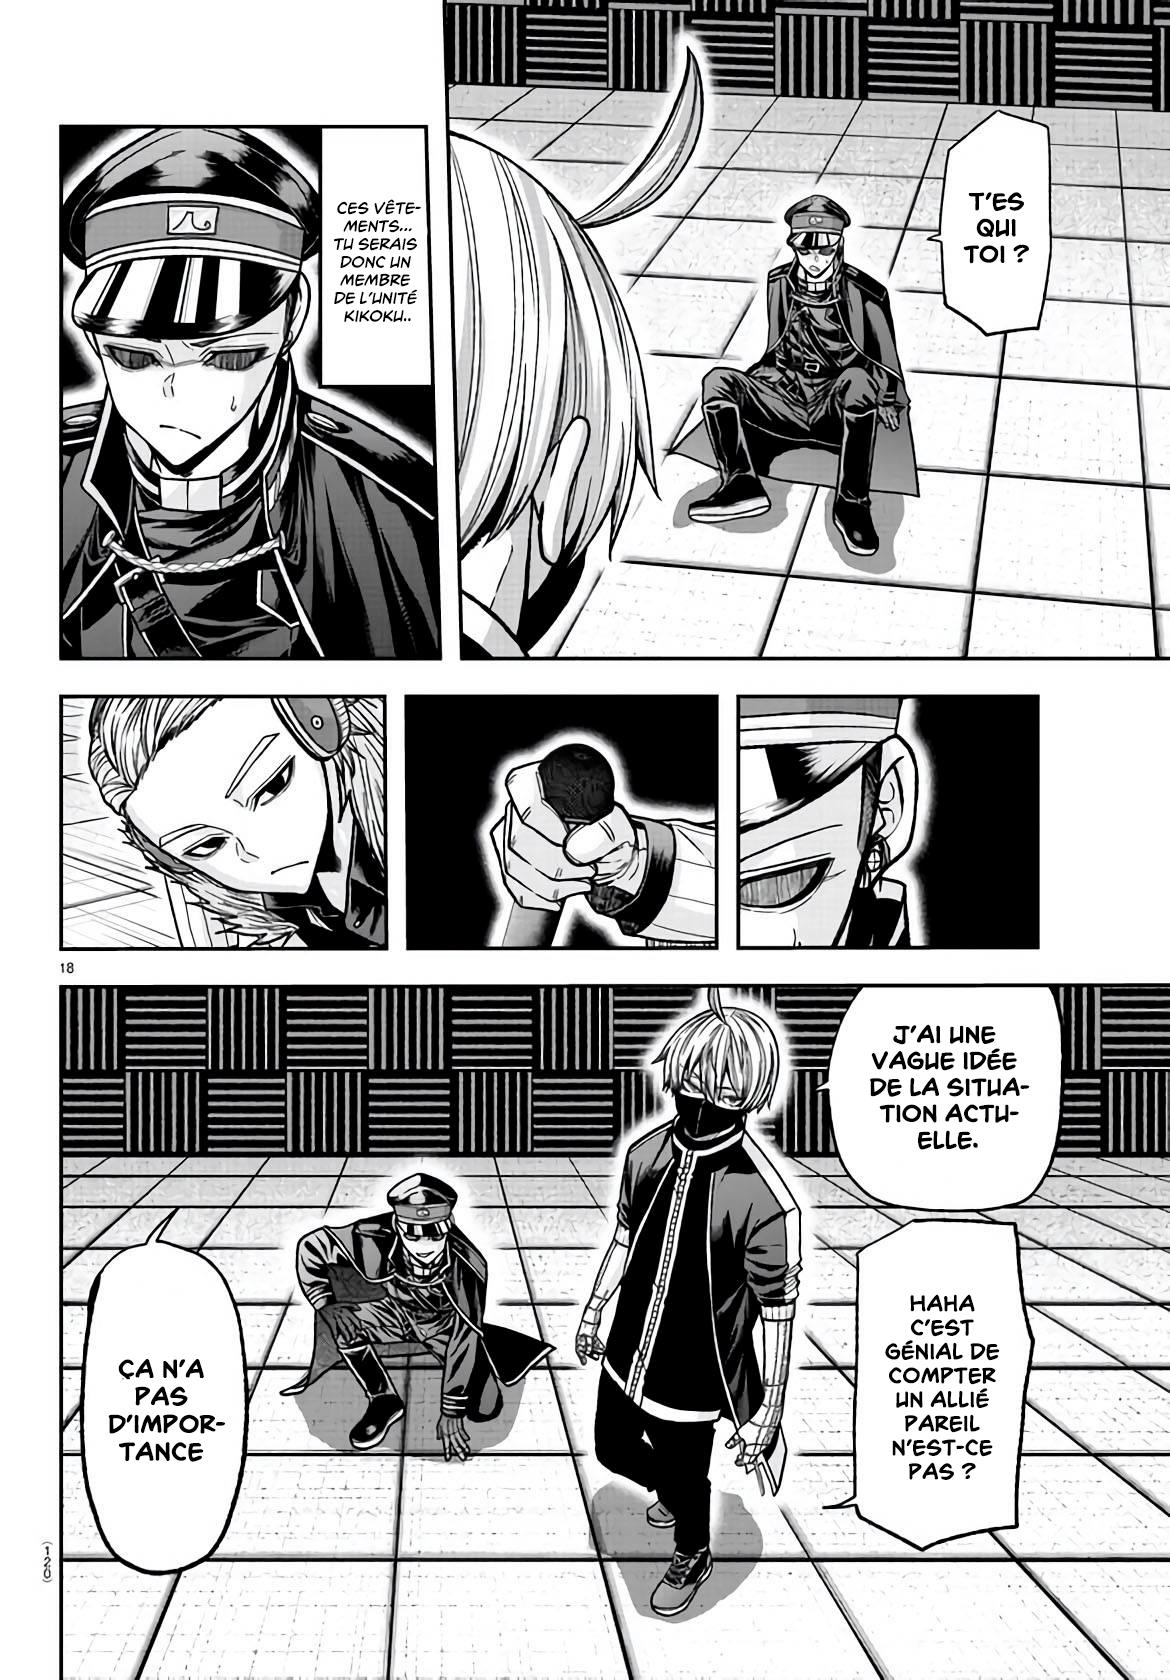 T'ES
QUI
TOI ?
CES VÊTE-
MENTS...
TU SERAIS
DONC UN
MEMBRE
DE L'UNITÉ
KIKOKU..
八
18
J'AI UNE
VAGUE IDÉE
DE LA SITUA-
TION ACTU-
ELLE.
HAHA
C'EST
GÉNIAL DE
COMPTER
UN ALLIÉ
PAREIL
N'EST-CE
PAS ?
ÇA N'A
PAS
D'IMPOR-
TANCE
(120)